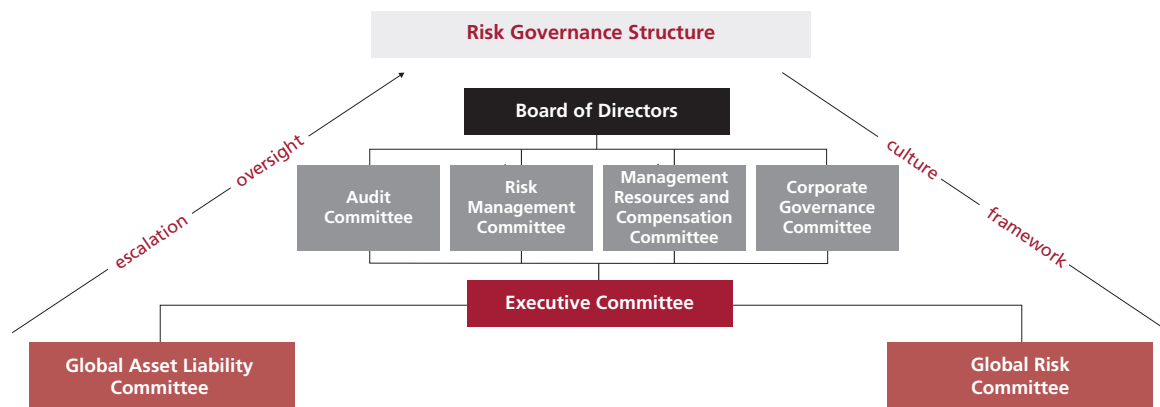 Risk Governance Structure
Board of Directors
oversight
escalation
culture
framework
Audit
Committee
Risk
Management
Committee
Management
Resources and
Compensation
Committee
Corporate
Governance
Committee
Executive Committee
Global Asset Liability
Committee
Global Risk
Committee